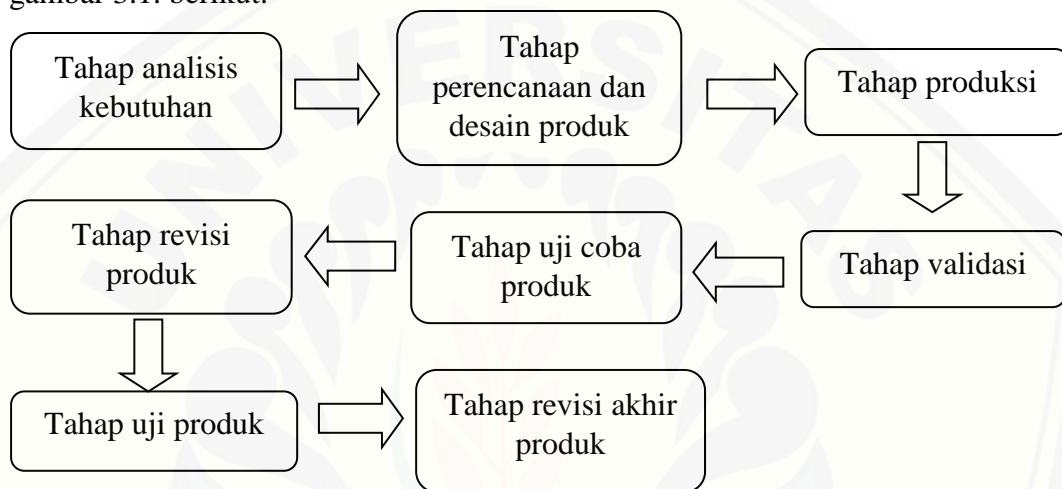 gambar 3.1. berikut:
Tahap analisis
kebutuhan
Tahap
perencanaan dan
desain produk
Tahap produksi
Tahap validasi
Tahap uji coba
produk
Tahap revisi
produk
Tahap uji produk
Tahap revisi akhir
produk
UNIVERSITAS